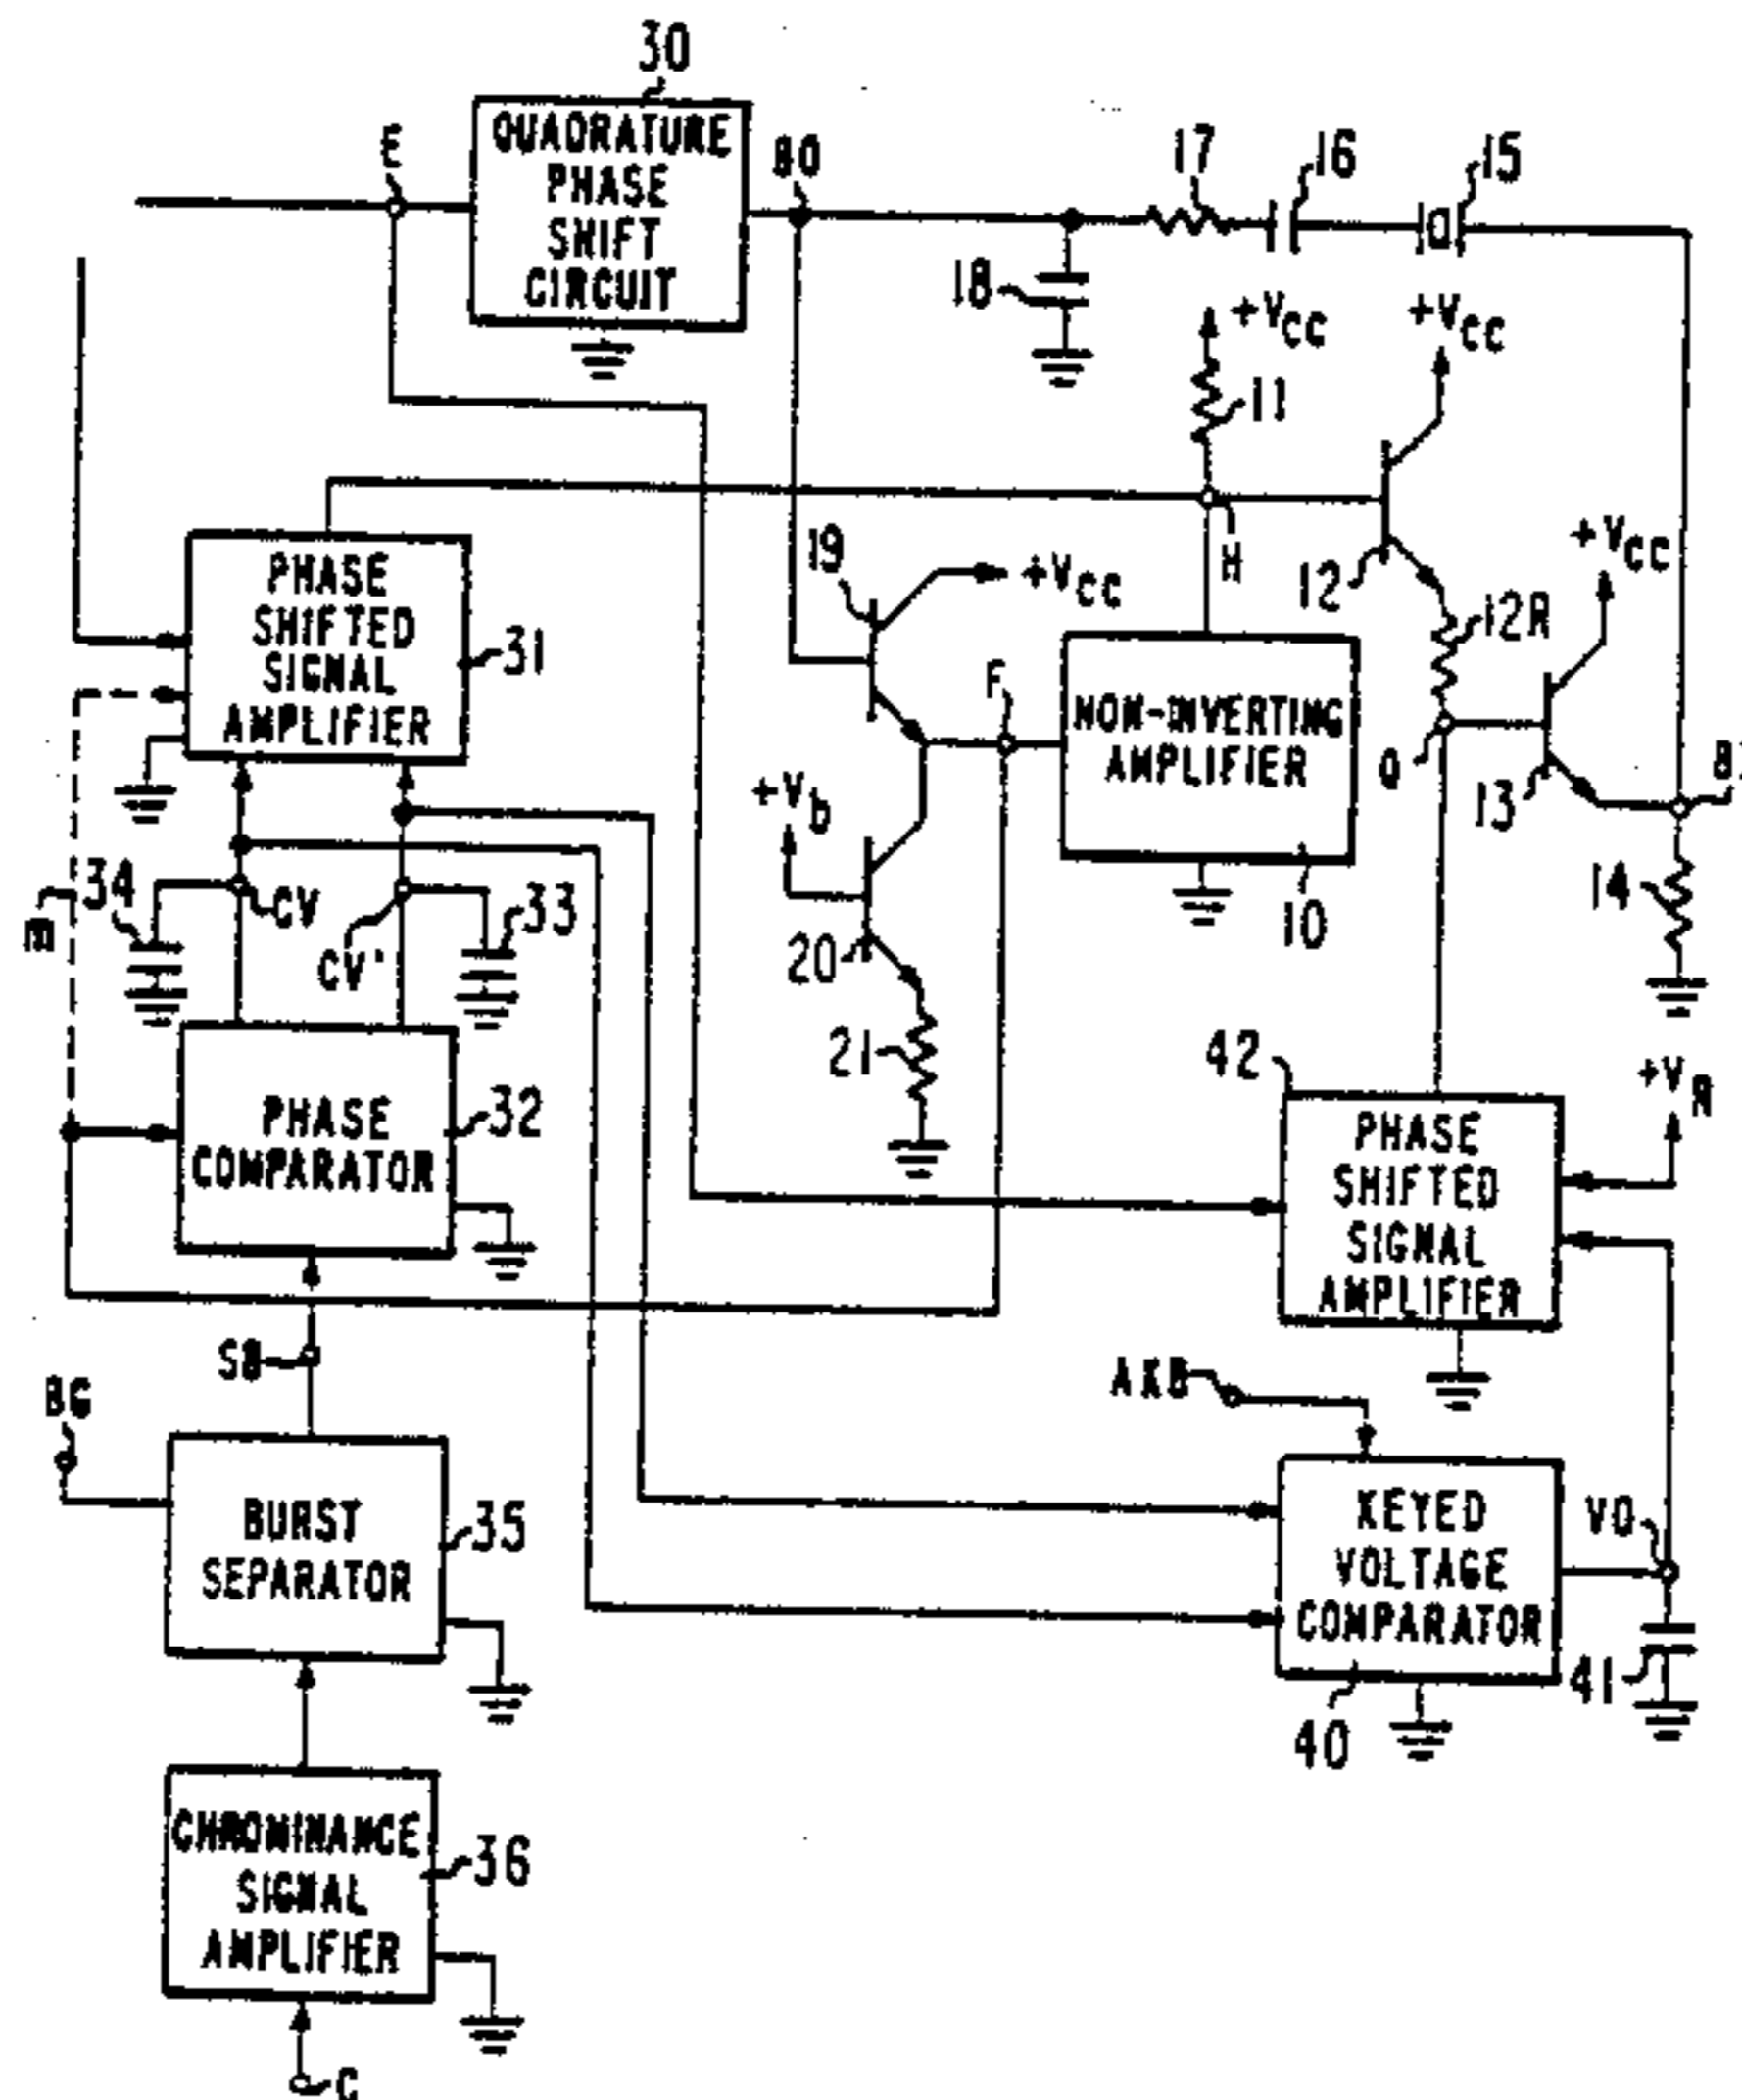 30
QUADRATURE
PHASE
SHIFT
CIRCUIT
E
80
17
16
15
18
+VCC
11
+VCC
H
12
12R
+VCC
PHASE
SHIFTED
SIGNAL
AMPLIFIER
31
19
+VCC
F
NON-INVERTING
AMPLIFIER
10
Q
13
14
+Vb
20
21
34
CV
CV'
33
m
PHASE
COMPARATOR
32
42
PHASE
SHIFTED
SIGNAL
AMPLIFIER
+VR
SB
BG
BURST
SEPARATOR
35
AKB
KEYED
VOLTAGE
COMPARATOR
40
VO
41
CHROMINANCE
SIGNAL
AMPLIFIER
36
C